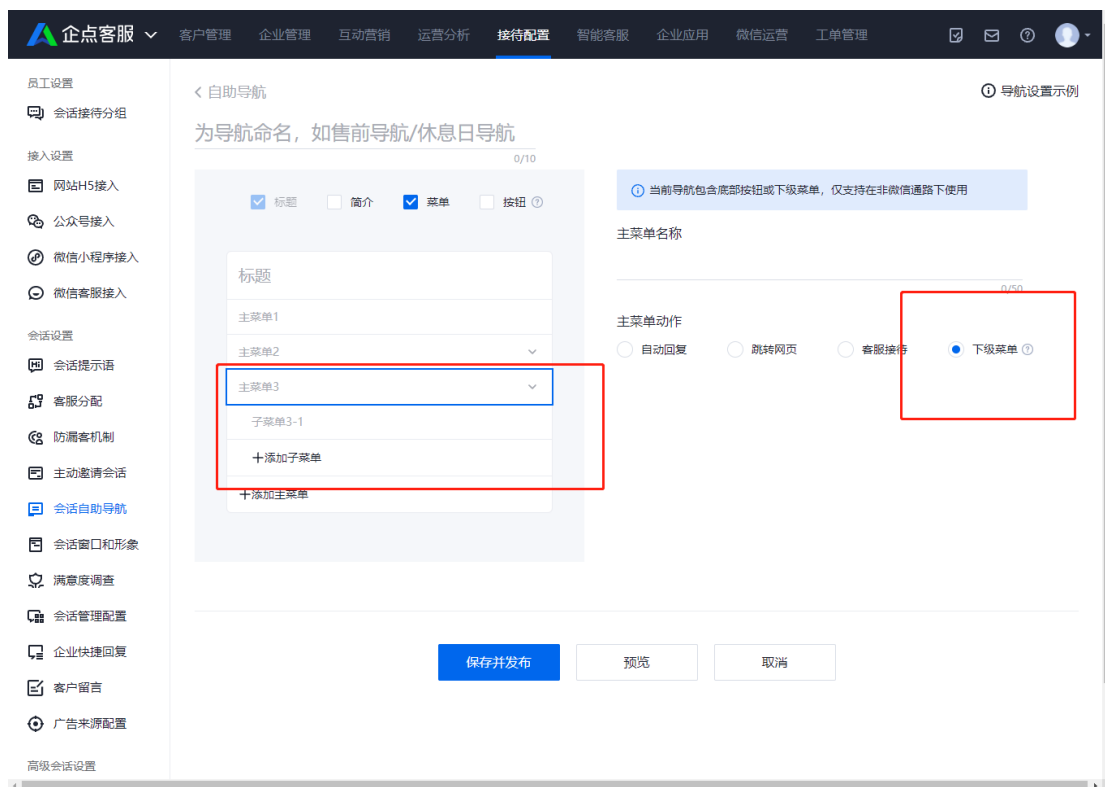 企点客服 客户管理 企业管理 互动营销 运营分析 接待配置 智能客服 企业应用 微信运营 工单管理
员工设置
会话接待分组
接入设置
网站H5接入
公众号接入
微信小程序接入
微信客服接入
会话设置
会话提示语
客服分配
防漏客机制
主动邀请会话
会话自助导航
会话窗口和形象
满意度调查
会话管理配置
企业快捷回复
客户留言
广告来源配置
高级会话设置
自助导航
导航设置示例
为导航命名，如售前导航/休息日导航
0/10
标题 简介 菜单 按钮
标题
主菜单1
主菜单2
主菜单3
子菜单3-1
十添加子菜单
十添加主菜单
当前导航包含底部按钮或下级菜单，仅支持在非微信通路下使用
主菜单名称
0/50
主菜单动作
自动回复 跳转网页 客服接待 下级菜单
保存并发布 预览 取消